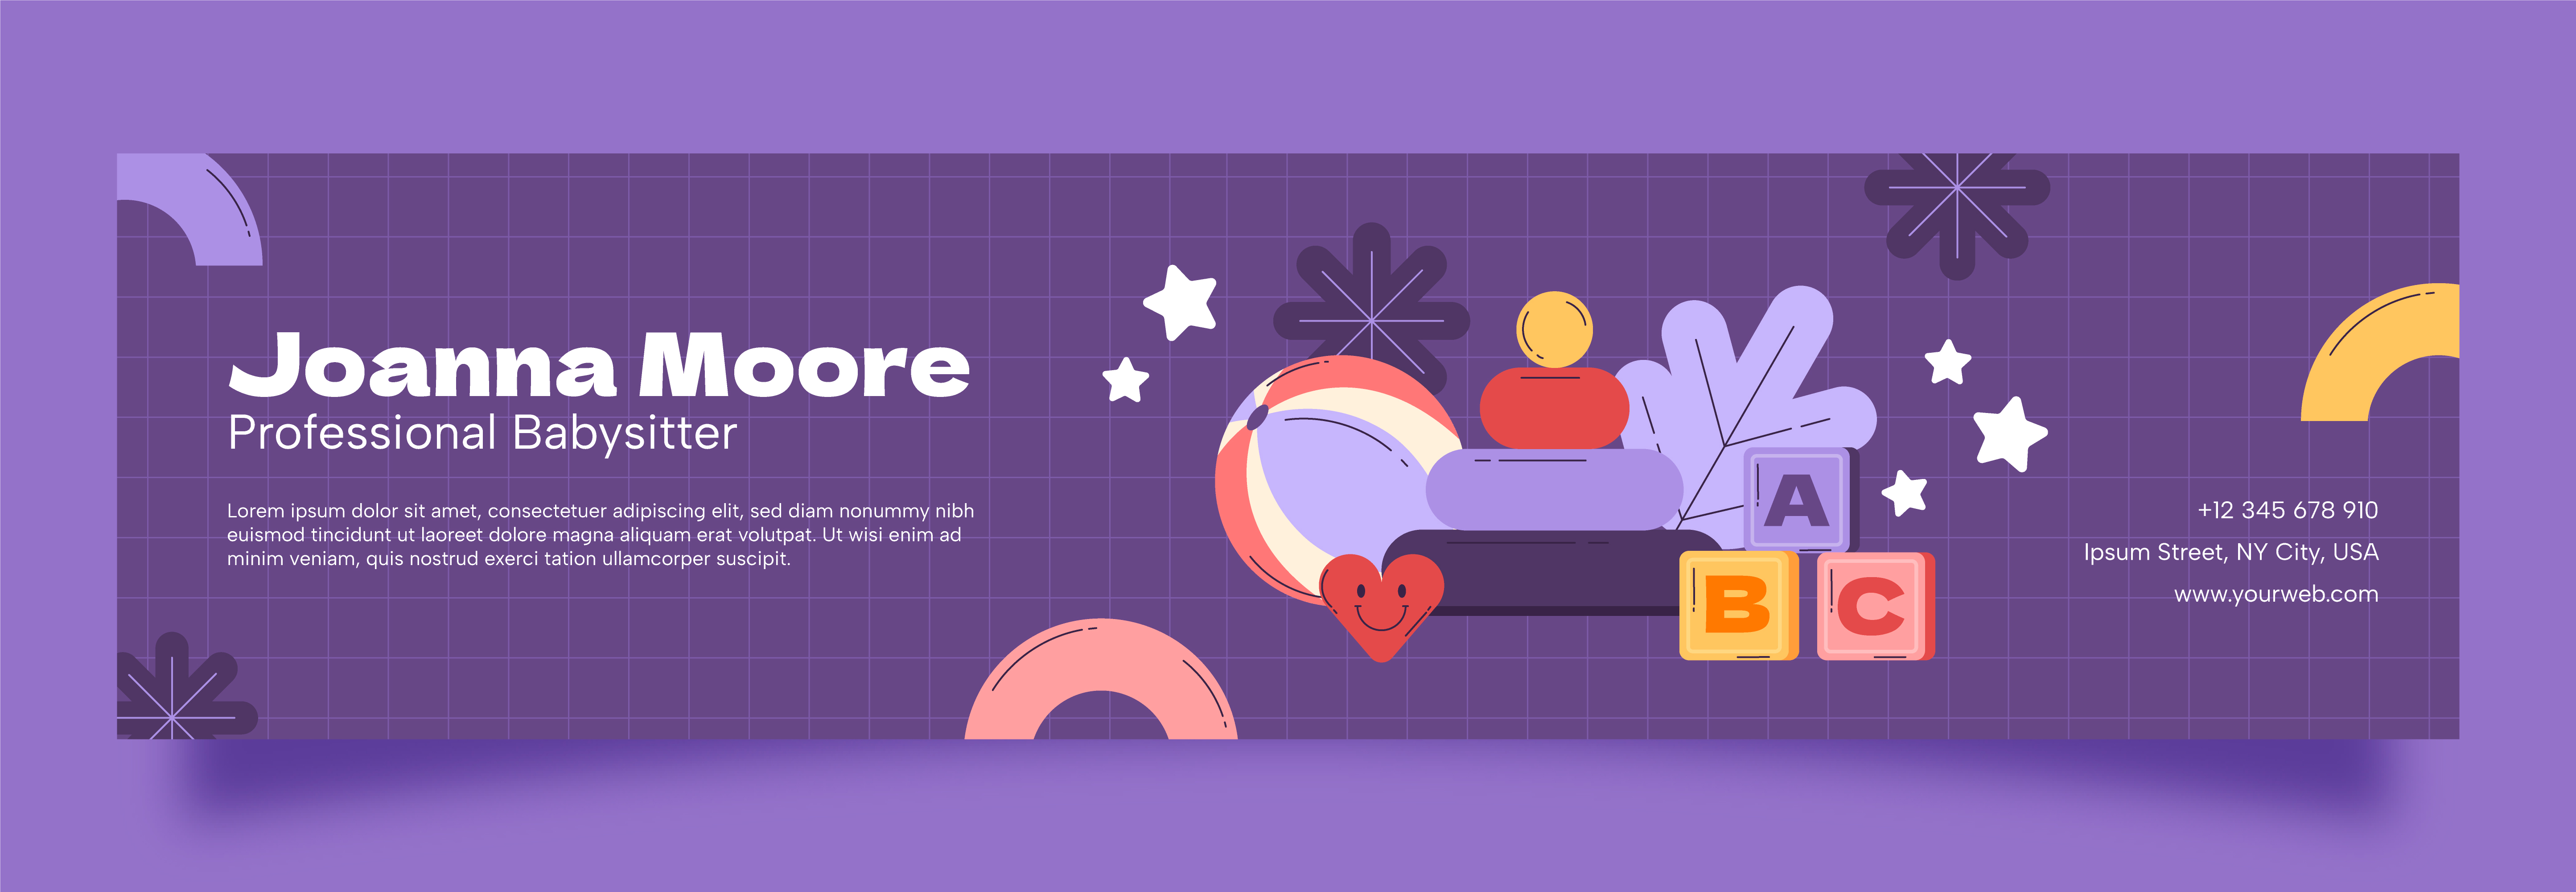 Joanna Moore
Professional Babysitter
Lorem ipsum dolor sit amet, consectetuer adipiscing elit, sed diam nonummy nibh
euismod tincidunt ut laoreet dolore magna aliquam erat volutpat. Ut wisi enim ad
minim veniam, quis nostrud exerci tation ullamcorper suscipit.
A
B C
+12 345 678 910
Ipsum Street, NY City, USA
www.yourweb.com